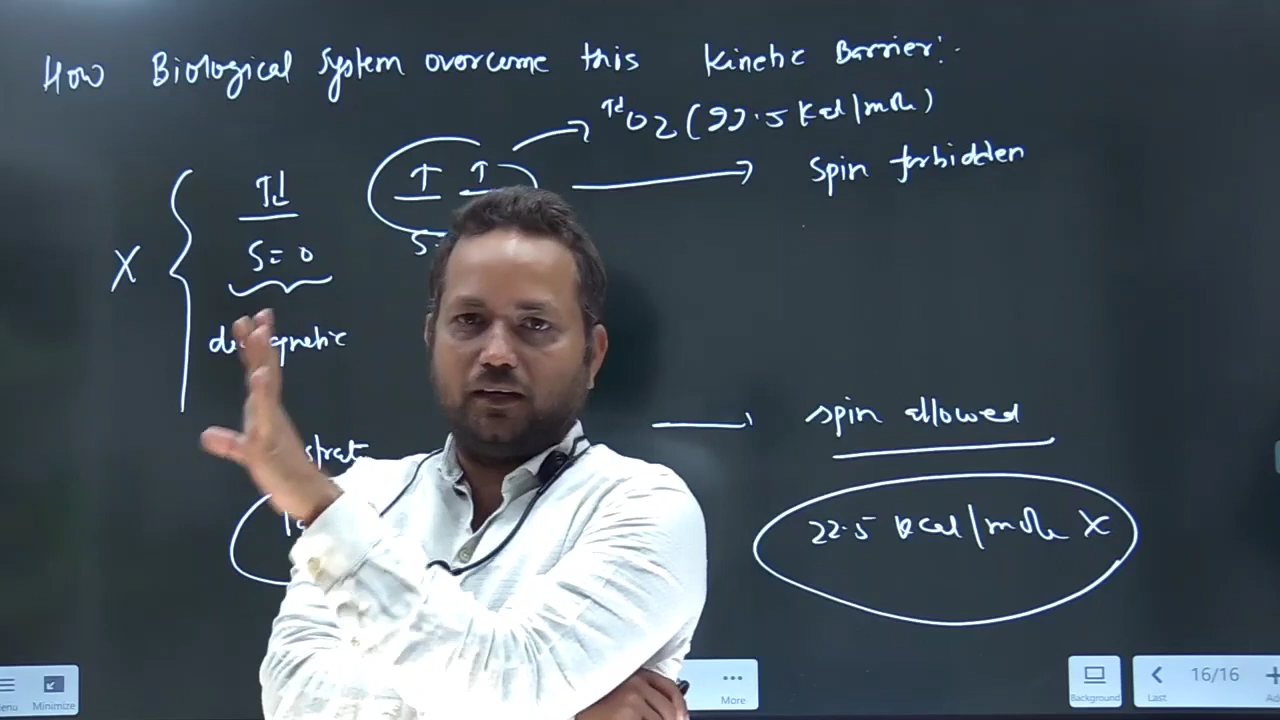 How Biological System overcome this Kinetic Barrier:-
↑↓O2 (22.5 kcal/mole)
↑↓ ↑ ↑ → spin forbidden
X { S=0 S=
→ spin allowed
22.5 kcal/mole X
Menu Minimize More Background Last 16/16